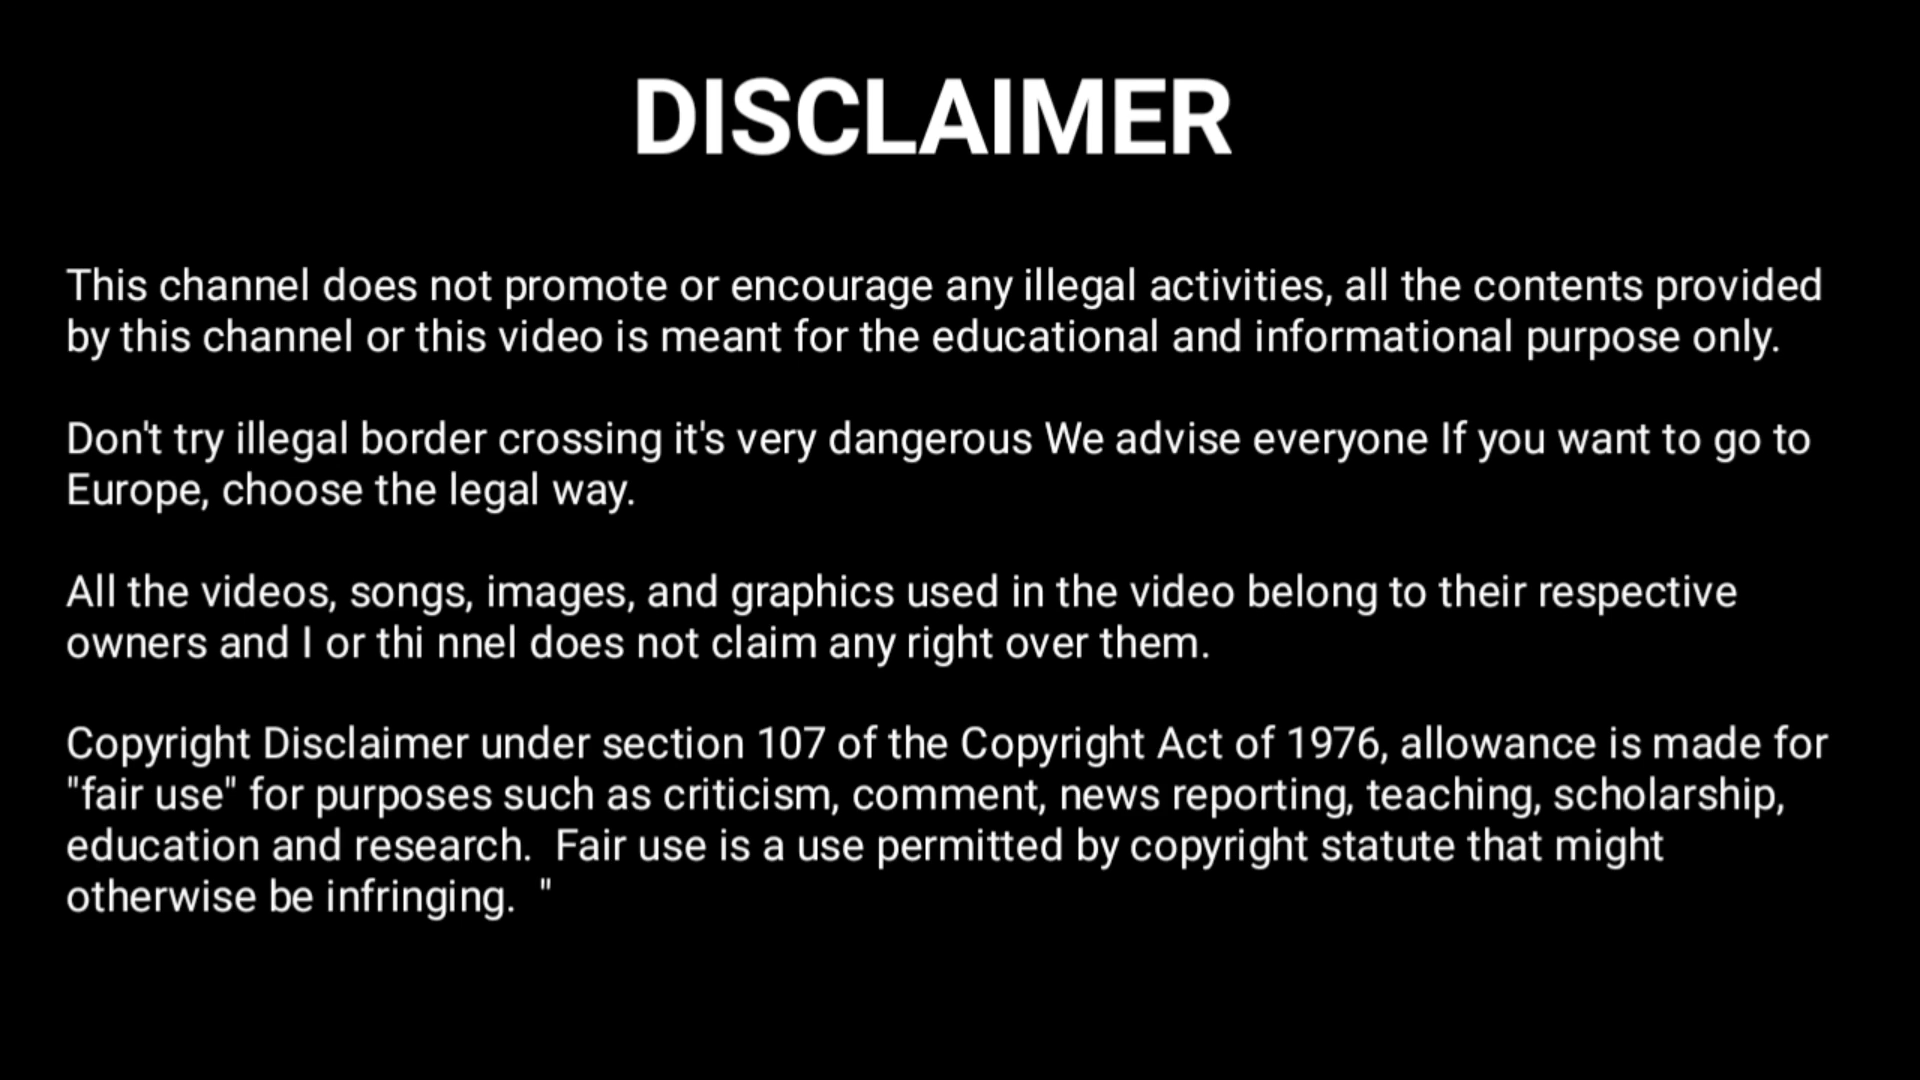 DISCLAIMER
This channel does not promote or encourage any illegal activities, all the contents provided
by this channel or this video is meant for the educational and informational purpose only.
Don't try illegal border crossing it's very dangerous We advise everyone If you want to go to
Europe, choose the legal way.
All the videos, songs, images, and graphics used in the video belong to their respective
owners and I or thi nnel does not claim any right over them.
Copyright Disclaimer under section 107 of the Copyright Act of 1976, allowance is made for
"fair use" for purposes such as criticism, comment, news reporting, teaching, scholarship,
education and research.  Fair use is a use permitted by copyright statute that might
otherwise be infringing.  "